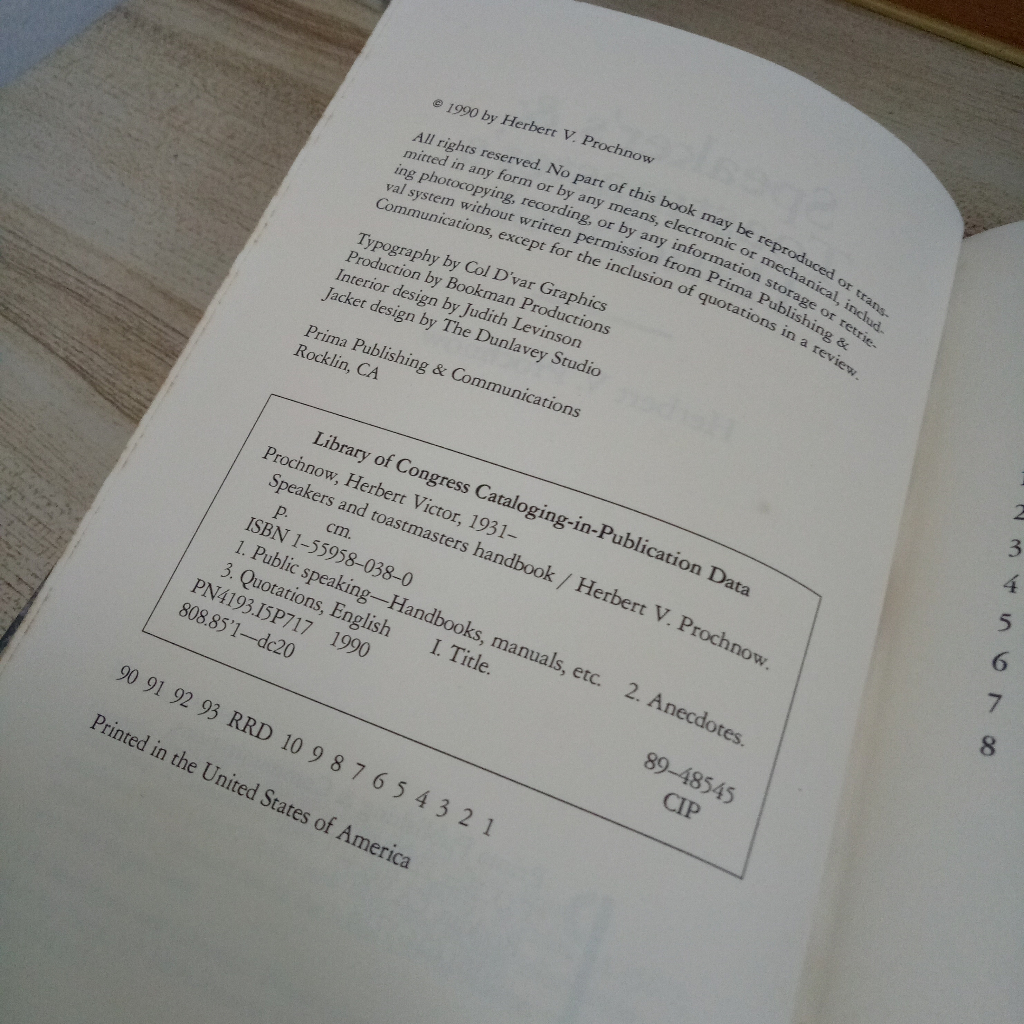 © 1990 by Herbert V. Prochnow
All rights reserved. No part of this book may be reproduced or trans-
mitted in any form or by any means, electronic or mechanical, includ-
ing photocopying, recording, or by any information storage or retrie-
val system without written permission from Prima Publishing &
Communications, except for the inclusion of quotations in a review.
Typography by Col D'var Graphics
Production by Bookman Productions
Interior design by Judith Levinson
Jacket design by The Dunlavey Studio
Prima Publishing & Communications
Rocklin, CA
Library of Congress Cataloging-in-Publication Data
Prochnow, Herbert Victor, 1931–
Speakers and toastmasters handbook / Herbert V. Prochnow.
p. cm.
ISBN 1–55958–038–0
1. Public speaking—Handbooks, manuals, etc. 2. Anecdotes.
3. Quotations, English I. Title.
PN4193.I5P717 1990
808.85'1—dc20
89–48545
CIP
90 91 92 93 RRD 10 9 8 7 6 5 4 3 2 1
Printed in the United States of America
2
3
4
5
6
7
8